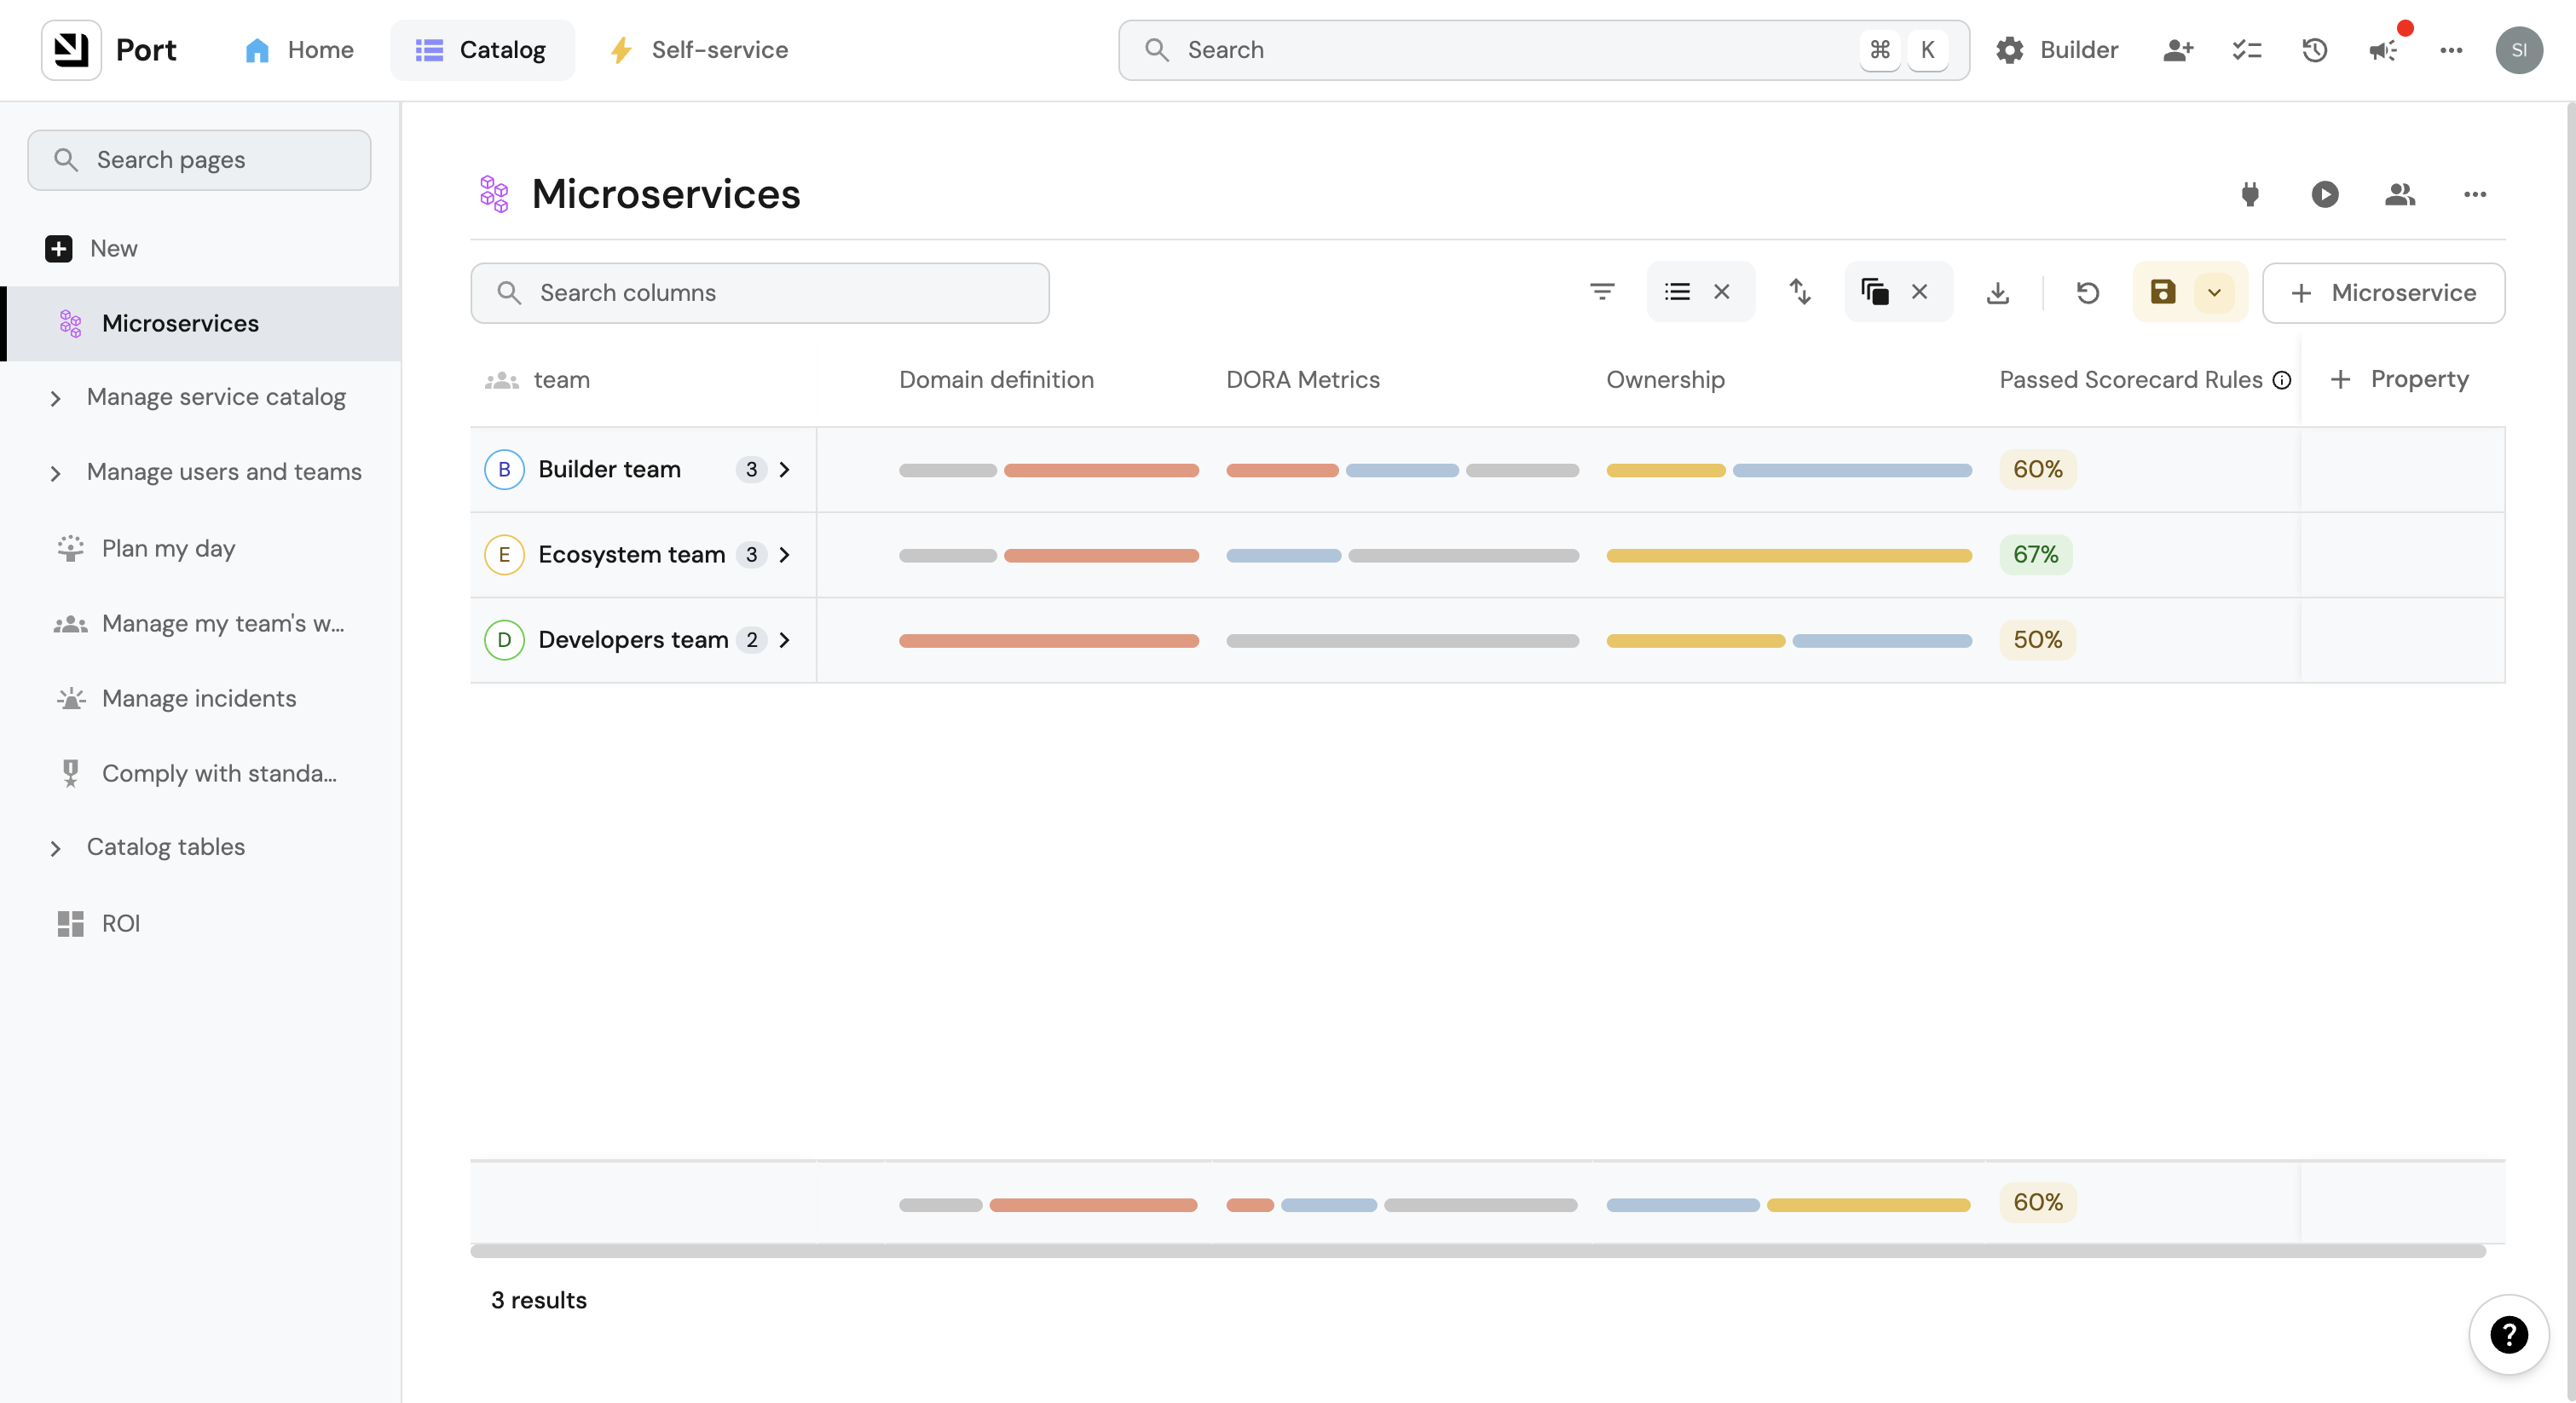 Port
Home
Catalog
Self-service
Search
⌘ K
Builder
SI
Search pages
New
Microservices
Manage service catalog
Manage users and teams
Plan my day
Manage my team's w...
Manage incidents
Comply with standa...
Catalog tables
ROI
Microservices
Search columns
Microservice
team Domain definition DORA Metrics Ownership Passed Scorecard Rules Property
B Builder team 3 60%
E Ecosystem team 3 67%
D Developers team 2 50%
60%
3 results
?